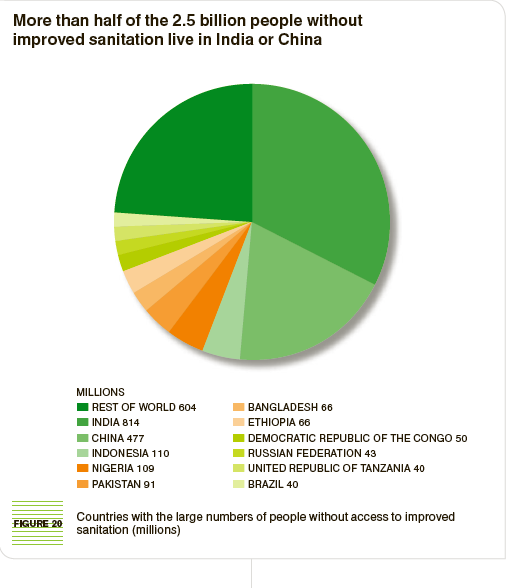 More than half of the 2.5 billion people without
improved sanitation live in India or China
MILLIONS
REST OF WORLD 604
INDIA 814
CHINA 477
INDONESIA 110
NIGERIA 109
PAKISTAN 91
BANGLADESH 66
ETHIOPIA 66
DEMOCRATIC REPUBLIC OF THE CONGO 50
RUSSIAN FEDERATION 43
UNITED REPUBLIC OF TANZANIA 40
BRAZIL 40
FIGURE 20
Countries with the large numbers of people without access to improved
sanitation (millions)